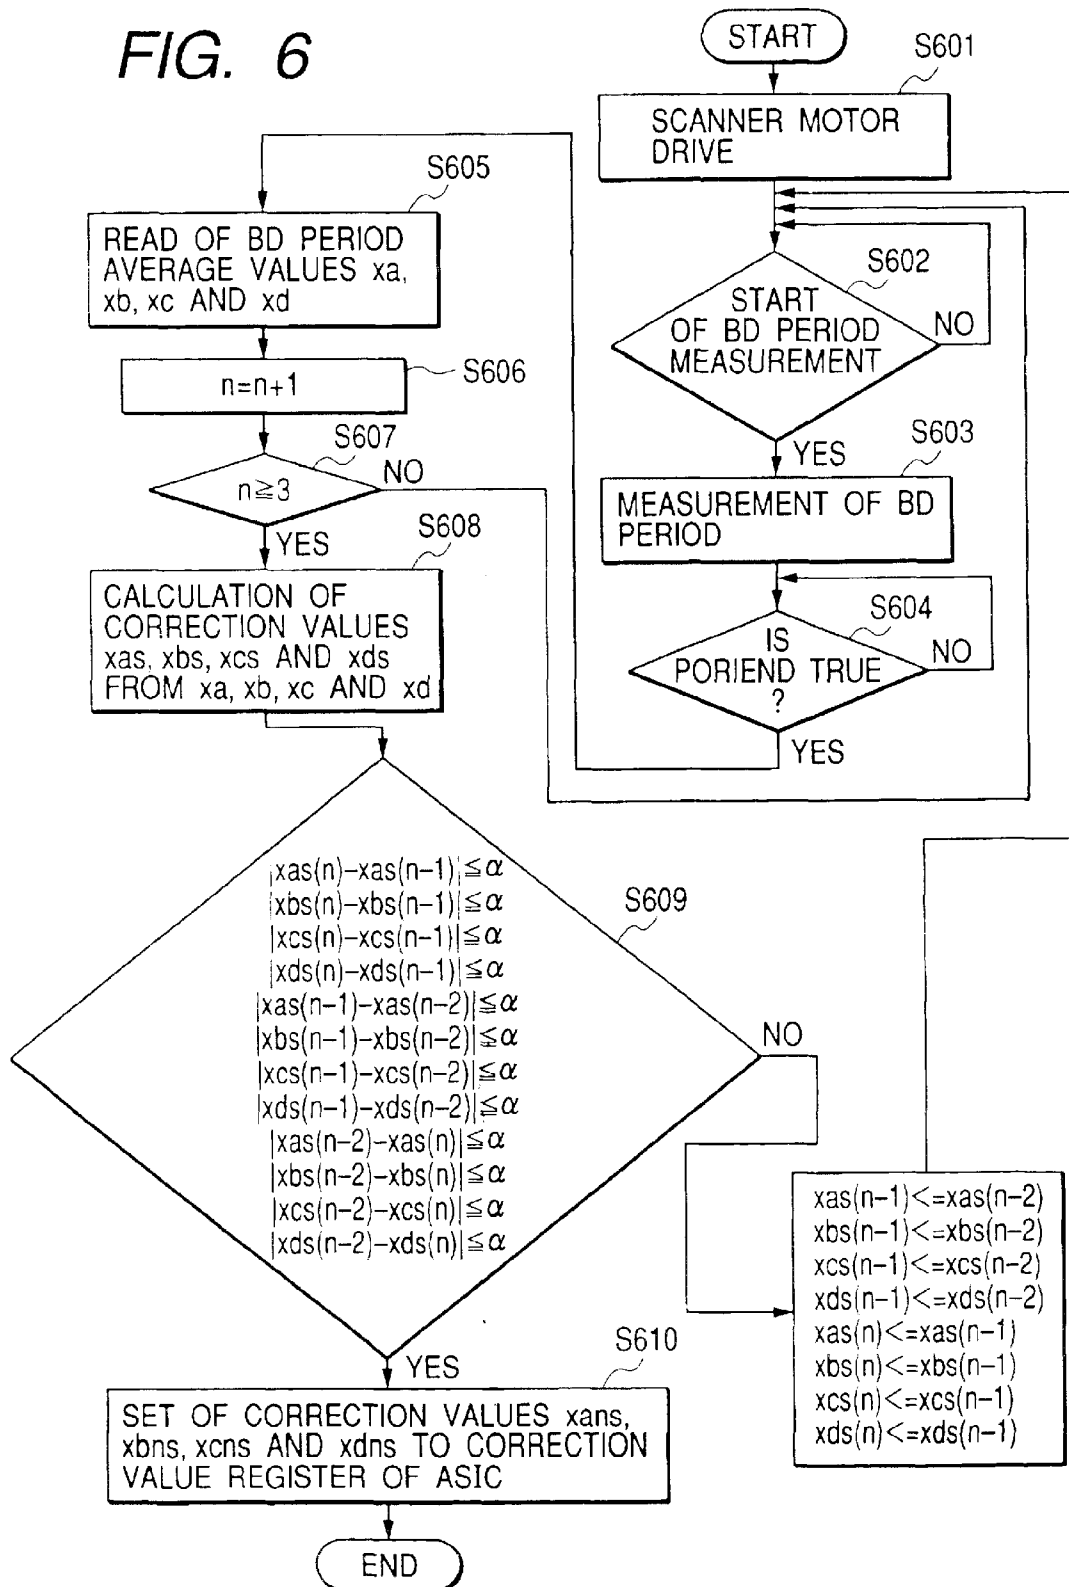 FIG. 6
START
S601
SCANNER MOTOR
DRIVE
S602
START
OF BD PERIOD
MEASUREMENT
NO
YES
S603
MEASUREMENT OF BD
PERIOD
S604
IS
PORIEND TRUE
?
NO
YES
S605
READ OF BD PERIOD
AVERAGE VALUES xa,
xb, xc AND xd
S606
n=n+1
S607
n≧3
NO
YES
S608
CALCULATION OF
CORRECTION VALUES
xas, xbs, xcs AND xds
FROM xa, xb, xc AND xd
S609
|xas(n)−xas(n−1)|≦α
|xbs(n)−xbs(n−1)|≦α
|xcs(n)−xcs(n−1)|≦α
|xds(n)−xds(n−1)|≦α
|xas(n−1)−xas(n−2)|≦α
|xbs(n−1)−xbs(n−2)|≦α
|xcs(n−1)−xcs(n−2)|≦α
|xds(n−1)−xds(n−2)|≦α
|xas(n−2)−xas(n)|≦α
|xbs(n−2)−xbs(n)|≦α
|xcs(n−2)−xcs(n)|≦α
|xds(n−2)−xds(n)|≦α
NO
YES
xas(n−1)<=xas(n−2)
xbs(n−1)<=xbs(n−2)
xcs(n−1)<=xcs(n−2)
xds(n−1)<=xds(n−2)
xas(n)<=xas(n−1)
xbs(n)<=xbs(n−1)
xcs(n)<=xcs(n−1)
xds(n)<=xds(n−1)
S610
SET OF CORRECTION VALUES xans,
xbns, xcns AND xdns TO CORRECTION
VALUE REGISTER OF ASIC
END